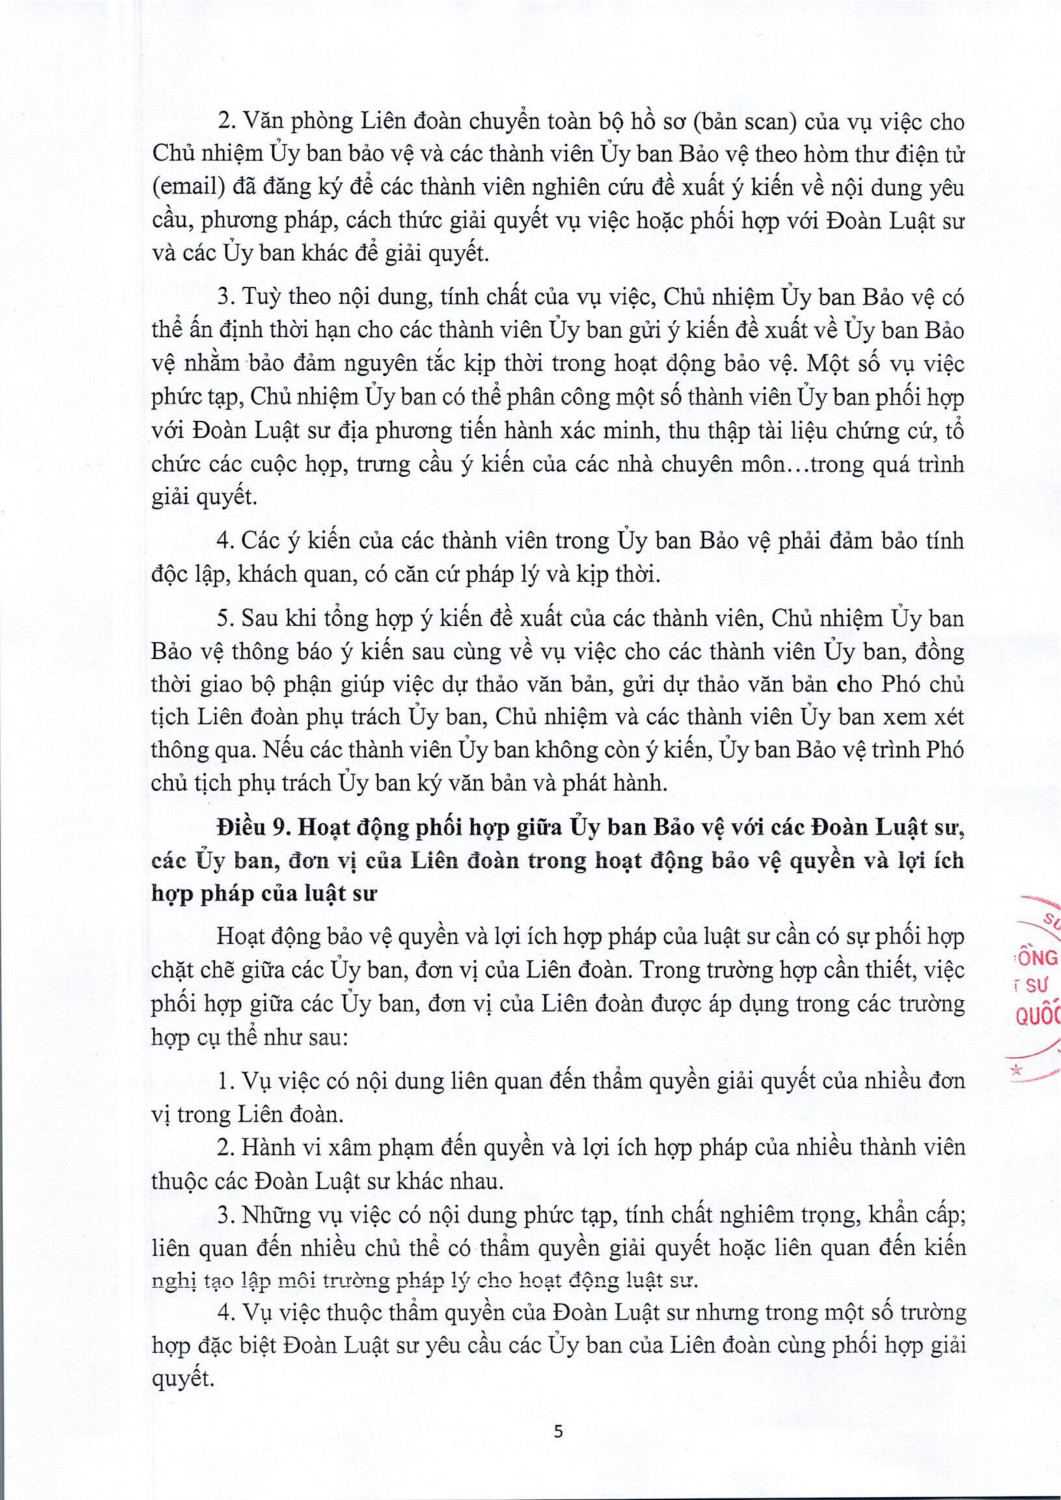 2. Văn phòng Liên đoàn chuyển toàn bộ hồ sơ (bản scan) của vụ việc cho
Chủ nhiệm Ủy ban bảo vệ và các thành viên Ủy ban Bảo vệ theo hòm thư điện tử
(email) đã đăng ký để các thành viên nghiên cứu đề xuất ý kiến về nội dung yêu
cầu, phương pháp, cách thức giải quyết vụ việc hoặc phối hợp với Đoàn Luật sư
và các Ủy ban khác để giải quyết.
3. Tuỳ theo nội dung, tính chất của vụ việc, Chủ nhiệm Ủy ban Bảo vệ có
thể ấn định thời hạn cho các thành viên Ủy ban gửi ý kiến đề xuất về Ủy ban Bảo
vệ nhằm bảo đảm nguyên tắc kịp thời trong hoạt động bảo vệ. Một số vụ việc
phức tạp, Chủ nhiệm Ủy ban có thể phân công một số thành viên Ủy ban phối hợp
với Đoàn Luật sư địa phương tiến hành xác minh, thu thập tài liệu chứng cứ, tổ
chức các cuộc họp, trưng cầu ý kiến của các nhà chuyên môn…trong quá trình
giải quyết.
4. Các ý kiến của các thành viên trong Ủy ban Bảo vệ phải đảm bảo tính
độc lập, khách quan, có căn cứ pháp lý và kịp thời.
5. Sau khi tổng hợp ý kiến đề xuất của các thành viên, Chủ nhiệm Ủy ban
Bảo vệ thông báo ý kiến sau cùng về vụ việc cho các thành viên Ủy ban, đồng
thời giao bộ phận giúp việc dự thảo văn bản, gửi dự thảo văn bản cho Phó chủ
tịch Liên đoàn phụ trách Ủy ban, Chủ nhiệm và các thành viên Ủy ban xem xét
thông qua. Nếu các thành viên Ủy ban không còn ý kiến, Ủy ban Bảo vệ trình Phó
chủ tịch phụ trách Ủy ban ký văn bản và phát hành.
Điều 9. Hoạt động phối hợp giữa Ủy ban Bảo vệ với các Đoàn Luật sư,
các Ủy ban, đơn vị của Liên đoàn trong hoạt động bảo vệ quyền và lợi ích
hợp pháp của luật sư
Hoạt động bảo vệ quyền và lợi ích hợp pháp của luật sư cần có sự phối hợp
chặt chẽ giữa các Ủy ban, đơn vị của Liên đoàn. Trong trường hợp cần thiết, việc
phối hợp giữa các Ủy ban, đơn vị của Liên đoàn được áp dụng trong các trường
hợp cụ thể như sau:
1. Vụ việc có nội dung liên quan đến thẩm quyền giải quyết của nhiều đơn
vị trong Liên đoàn.
2. Hành vi xâm phạm đến quyền và lợi ích hợp pháp của nhiều thành viên
thuộc các Đoàn Luật sư khác nhau.
3. Những vụ việc có nội dung phức tạp, tính chất nghiêm trọng, khẩn cấp;
liên quan đến nhiều chủ thể có thẩm quyền giải quyết hoặc liên quan đến kiến
nghị tạo lập môi trường pháp lý cho hoạt động luật sư.
4. Vụ việc thuộc thẩm quyền của Đoàn Luật sư nhưng trong một số trường
hợp đặc biệt Đoàn Luật sư yêu cầu các Ủy ban của Liên đoàn cùng phối hợp giải
quyết.
5
ỒNG
SƯ
QUỐC